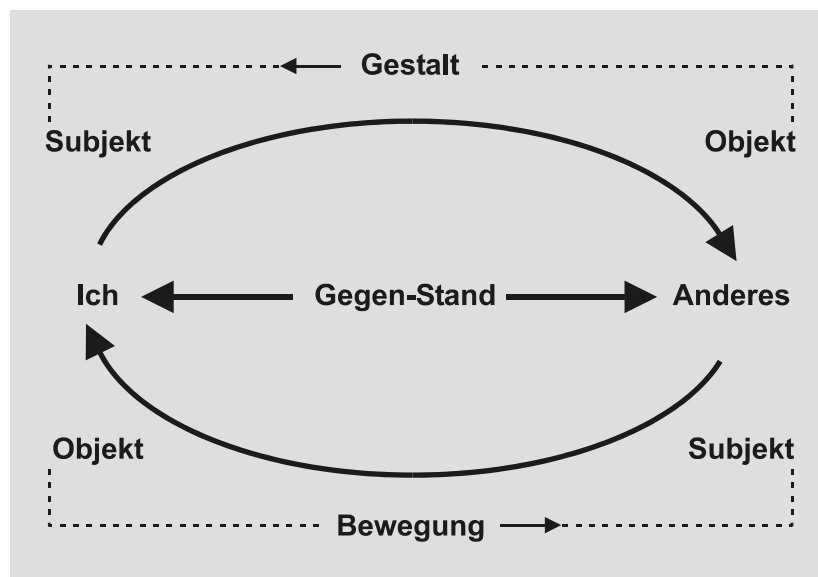 Gestalt
Subjekt Objekt
Ich Gegen-Stand Anderes
Objekt Subjekt
Bewegung